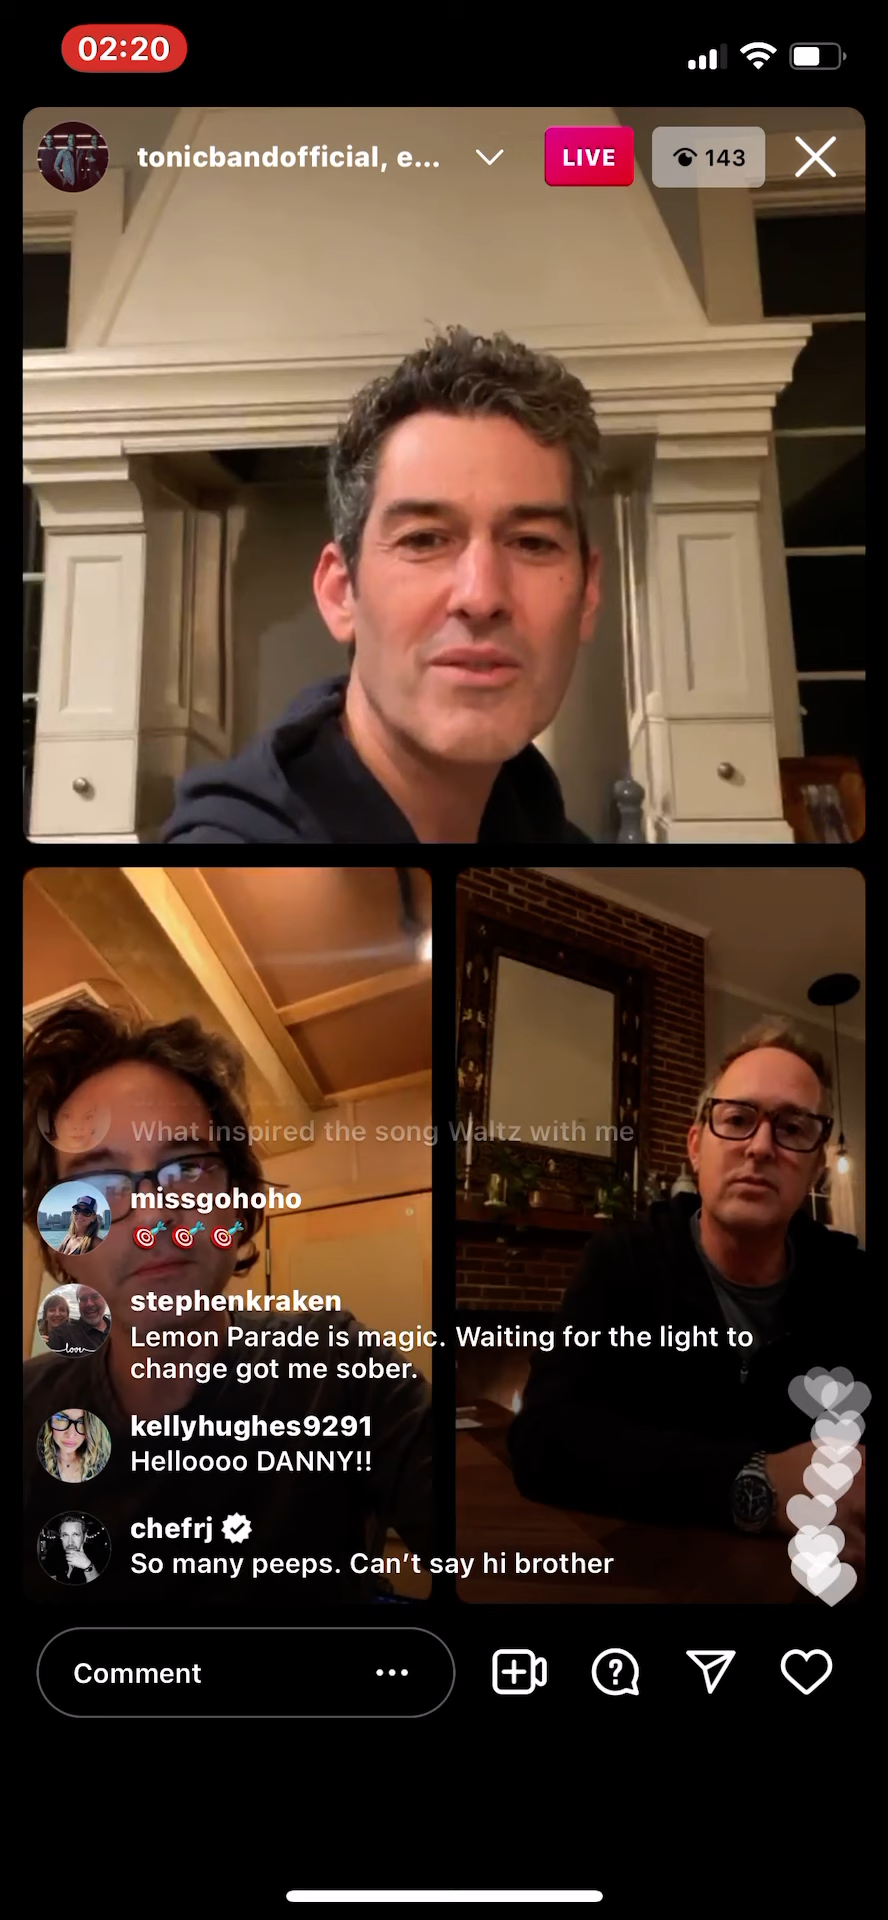 02:20
tonicbandofficial, e...
LIVE
143
What inspired the song Waltz with me
missgohoho
🎯🎯🎯
stephenkraken
Lemon Parade is magic. Waiting for the light to
change got me sober.
kellyhughes9291
Helloooo DANNY!!
chefrj
So many peeps. Can't say hi brother
Comment